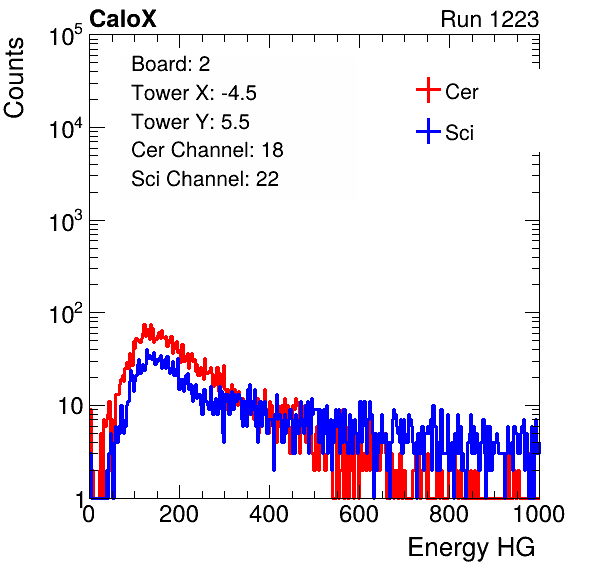 CaloX Run 1223
Counts
10^5
10^4
10^3
10^2
10
1
Board: 2
Tower X: -4.5
Tower Y: 5.5
Cer Channel: 18
Sci Channel: 22
Cer
Sci
0 200 400 600 800 1000
Energy HG